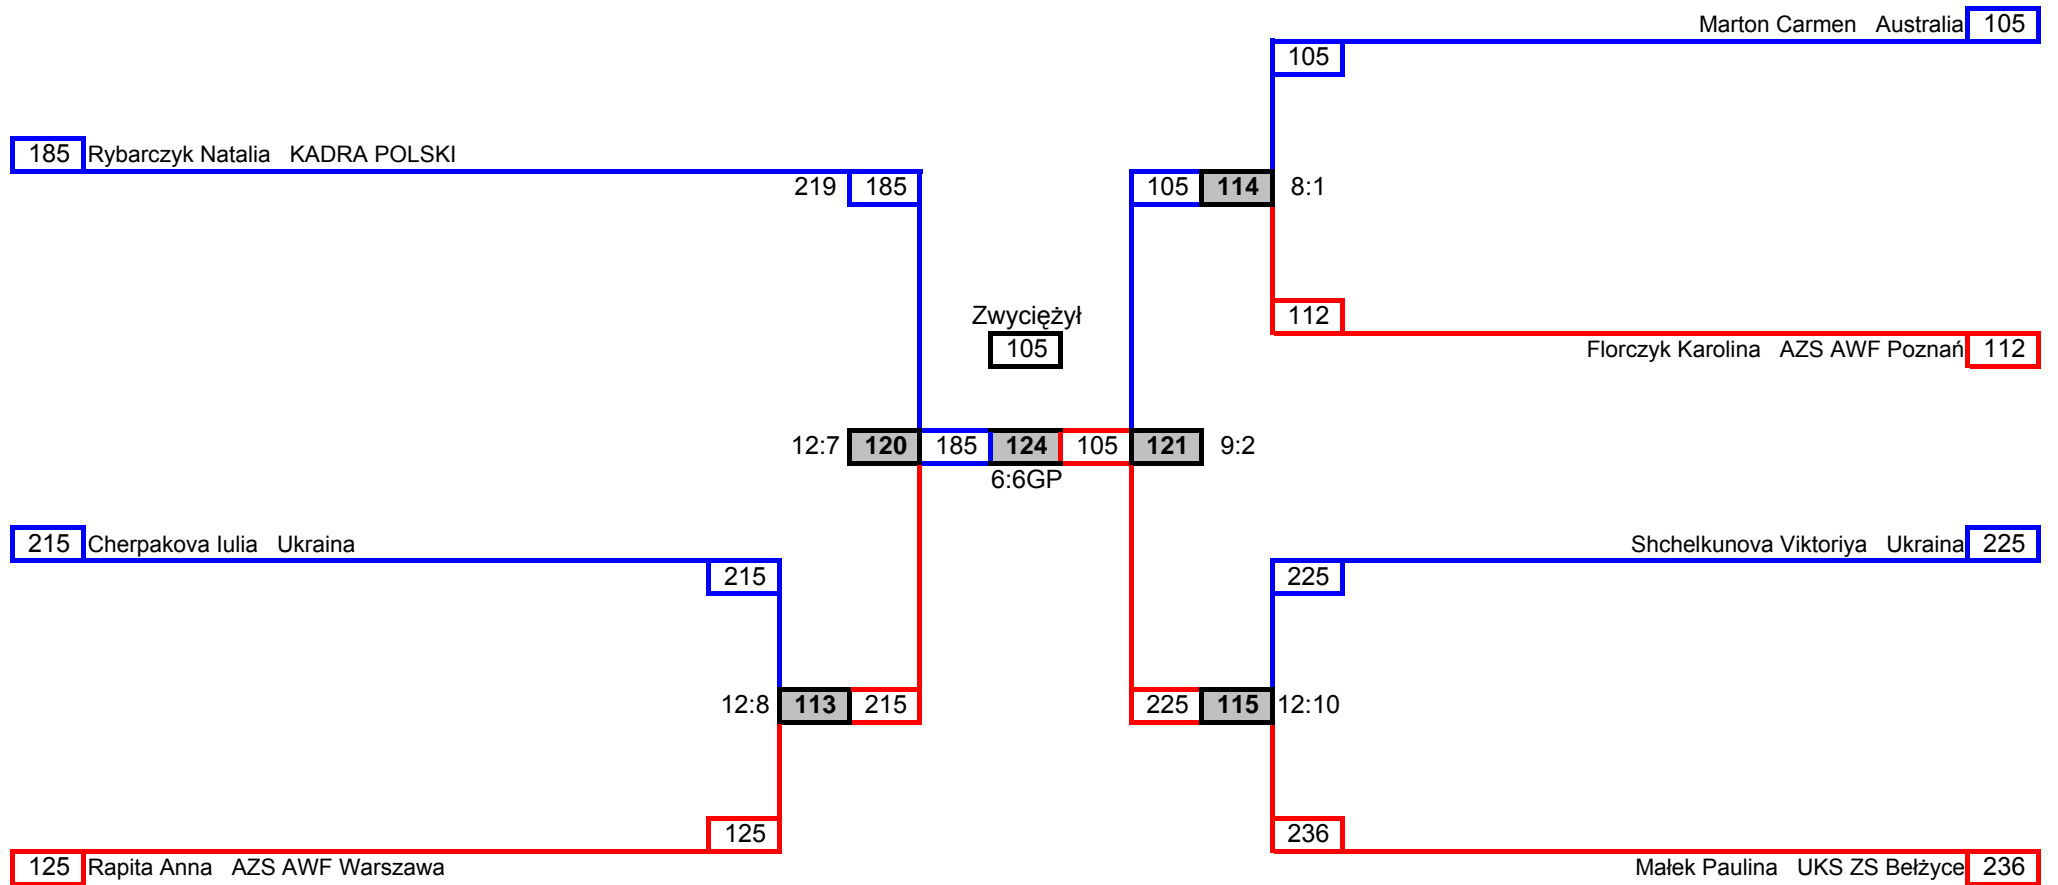 Marton Carmen Australia 105
105
185 Rybarczyk Natalia KADRA POLSKI
219 185
105 114 8:1
Zwyciężył
105
112
Florczyk Karolina AZS AWF Poznań 112
12:7 120 185 124 105 121 9:2
6:6GP
215 Cherpakova Iulia Ukraina
Shchelkunova Viktoriya Ukraina 225
215
225
12:8 113 215
225 115 12:10
125
236
125 Rapita Anna AZS AWF Warszawa
Małek Paulina UKS ZS Bełżyce 236